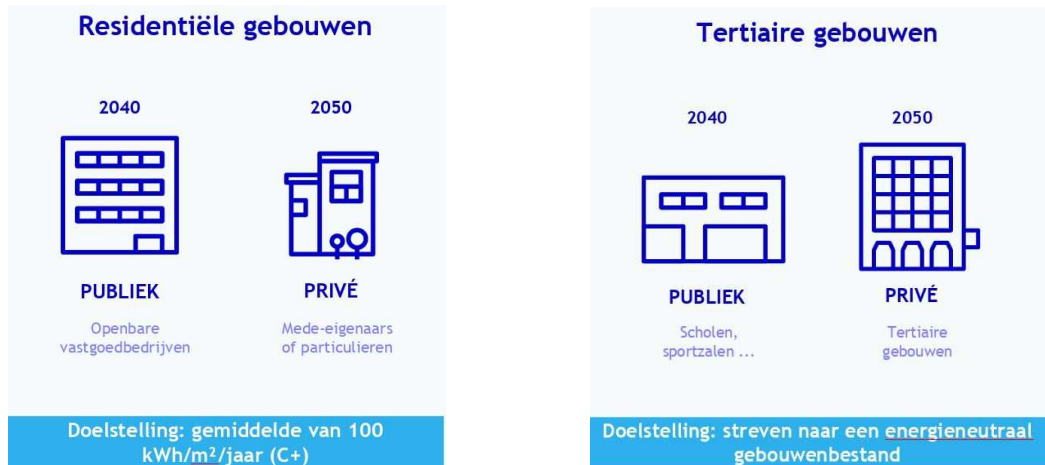 Residentiële gebouwen
2040
2050
PUBLIEK
PRIVÉ
Openbare
vastgoedbedrijven
Mede-eigenaars
of particulieren
Doelstelling: gemiddelde van 100
kWh/m²/jaar (C+)
Tertiaire gebouwen
2040
2050
PUBLIEK
PRIVÉ
Scholen,
sportzalen ...
Tertiaire
gebouwen
Doelstelling: streven naar een energieneutraal
gebouwenbestand